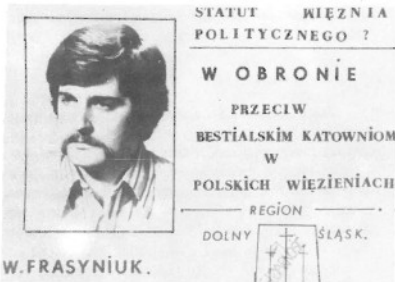 STATUT WIĘZNIA
POLITYCZNEGO ?
W OBRONIE
PRZECIW
BESTIALSKIM KATOWNIOM
W
POLSKICH WIĘZIENIACH
REGION
DOLNY ŚLĄSK.
W.FRASYNIUK.